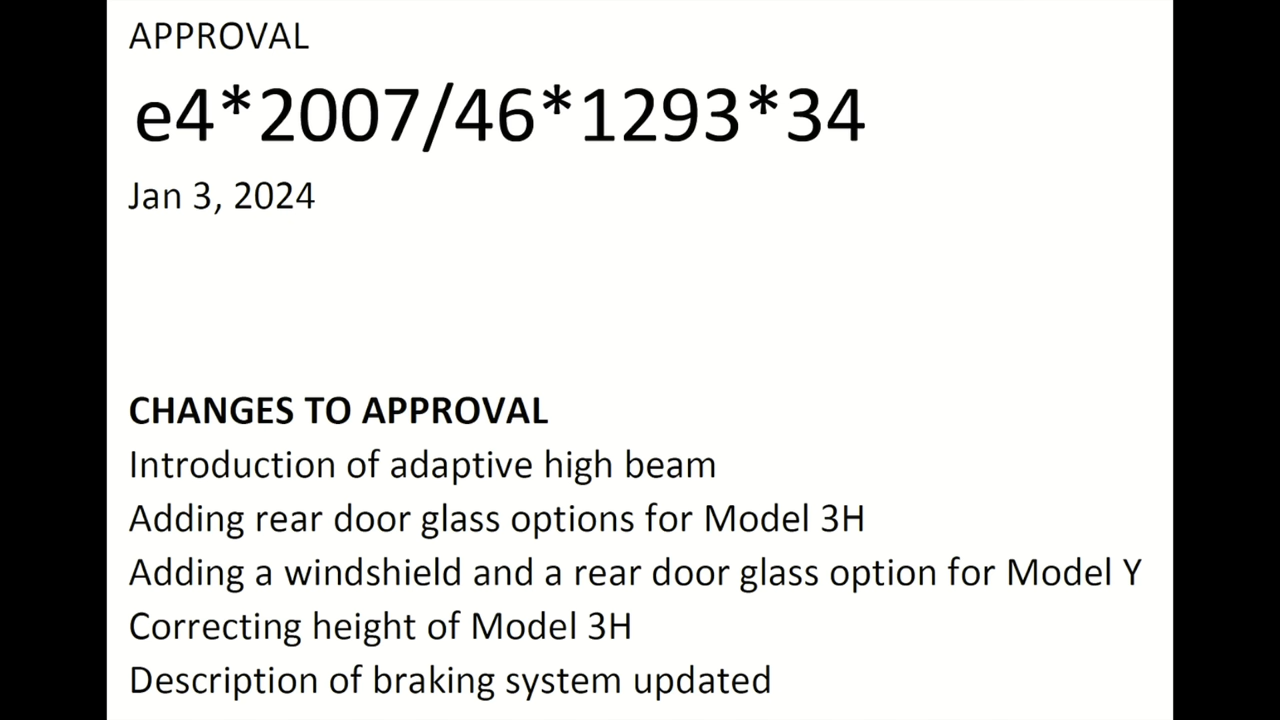 APPROVAL
e4*2007/46*1293*34
Jan 3, 2024
CHANGES TO APPROVAL
Introduction of adaptive high beam
Adding rear door glass options for Model 3H
Adding a windshield and a rear door glass option for Model Y
Correcting height of Model 3H
Description of braking system updated